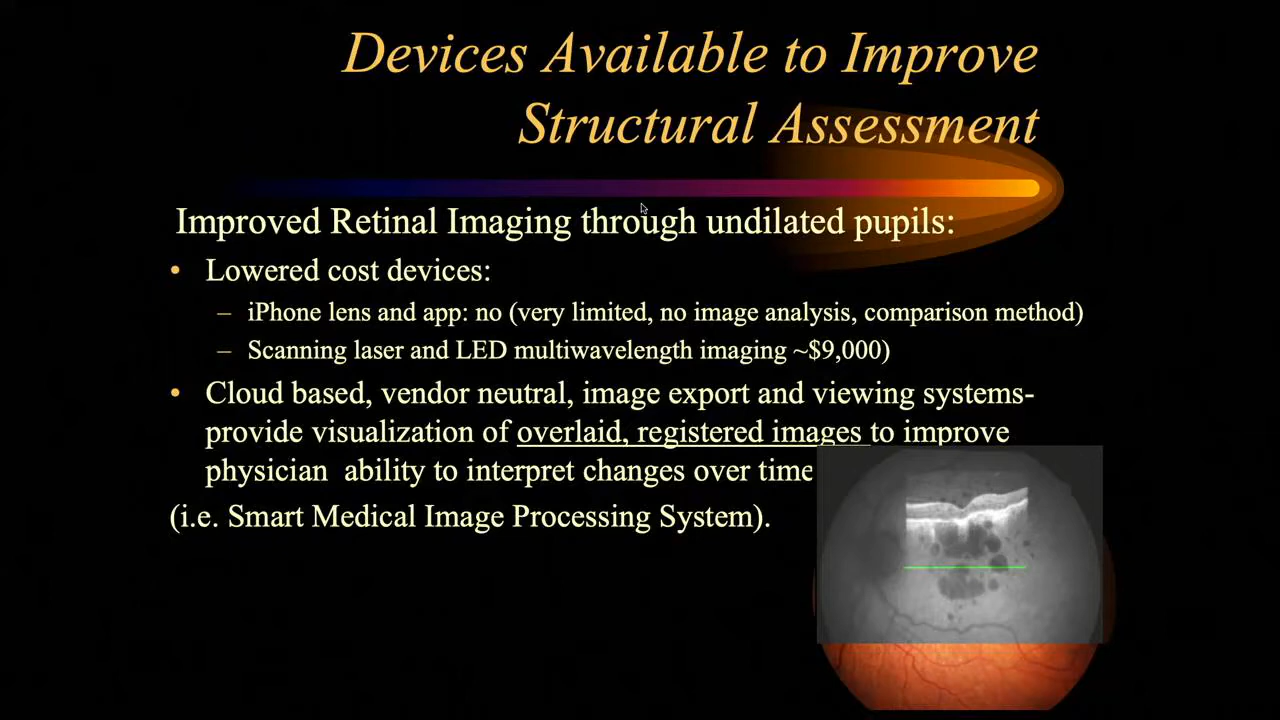 Devices Available to Improve
Structural Assessment
Improved Retinal Imaging through undilated pupils:
• Lowered cost devices:
– iPhone lens and app: no (very limited, no image analysis, comparison method)
– Scanning laser and LED multiwavelength imaging ~$9,000)
• Cloud based, vendor neutral, image export and viewing systems-
provide visualization of overlaid, registered images to improve
physician ability to interpret changes over time
(i.e. Smart Medical Image Processing System).